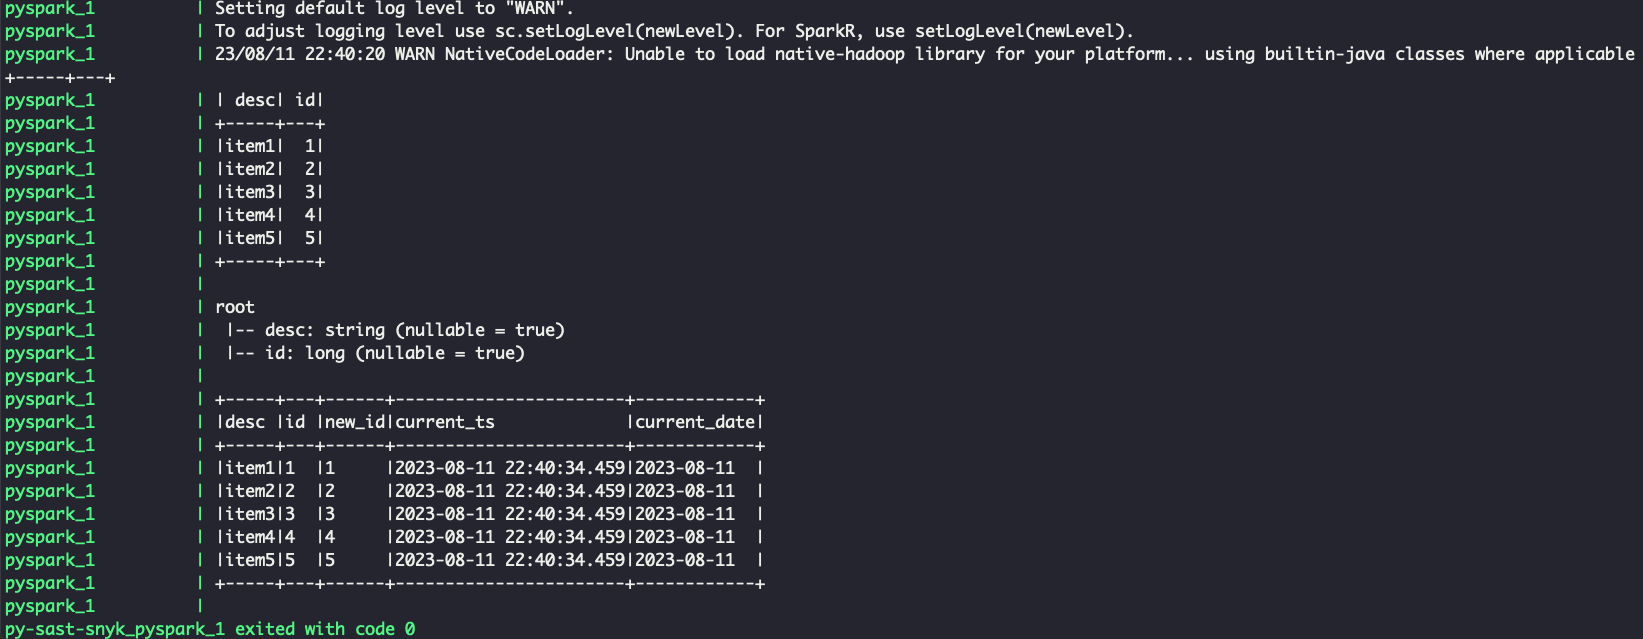 pyspark_1          | Setting default log level to "WARN".
pyspark_1          | To adjust logging level use sc.setLogLevel(newLevel). For SparkR, use setLogLevel(newLevel).
pyspark_1          | 23/08/11 22:40:20 WARN NativeCodeLoader: Unable to load native-hadoop library for your platform... using builtin-java classes where applicable
+-----+---+
pyspark_1          | | desc| id|
pyspark_1          | +-----+---+
pyspark_1          | |item1|  1|
pyspark_1          | |item2|  2|
pyspark_1          | |item3|  3|
pyspark_1          | |item4|  4|
pyspark_1          | |item5|  5|
pyspark_1          | +-----+---+
pyspark_1          |
pyspark_1          | root
pyspark_1          |  |-- desc: string (nullable = true)
pyspark_1          |  |-- id: long (nullable = true)
pyspark_1          |
pyspark_1          | +-----+---+------+-----------------------+------------+
pyspark_1          | |desc |id |new_id|current_ts             |current_date|
pyspark_1          | +-----+---+------+-----------------------+------------+
pyspark_1          | |item1|1  |1     |2023-08-11 22:40:34.459|2023-08-11  |
pyspark_1          | |item2|2  |2     |2023-08-11 22:40:34.459|2023-08-11  |
pyspark_1          | |item3|3  |3     |2023-08-11 22:40:34.459|2023-08-11  |
pyspark_1          | |item4|4  |4     |2023-08-11 22:40:34.459|2023-08-11  |
pyspark_1          | |item5|5  |5     |2023-08-11 22:40:34.459|2023-08-11  |
pyspark_1          | +-----+---+------+-----------------------+------------+
pyspark_1          |
py-sast-snyk_pyspark_1 exited with code 0